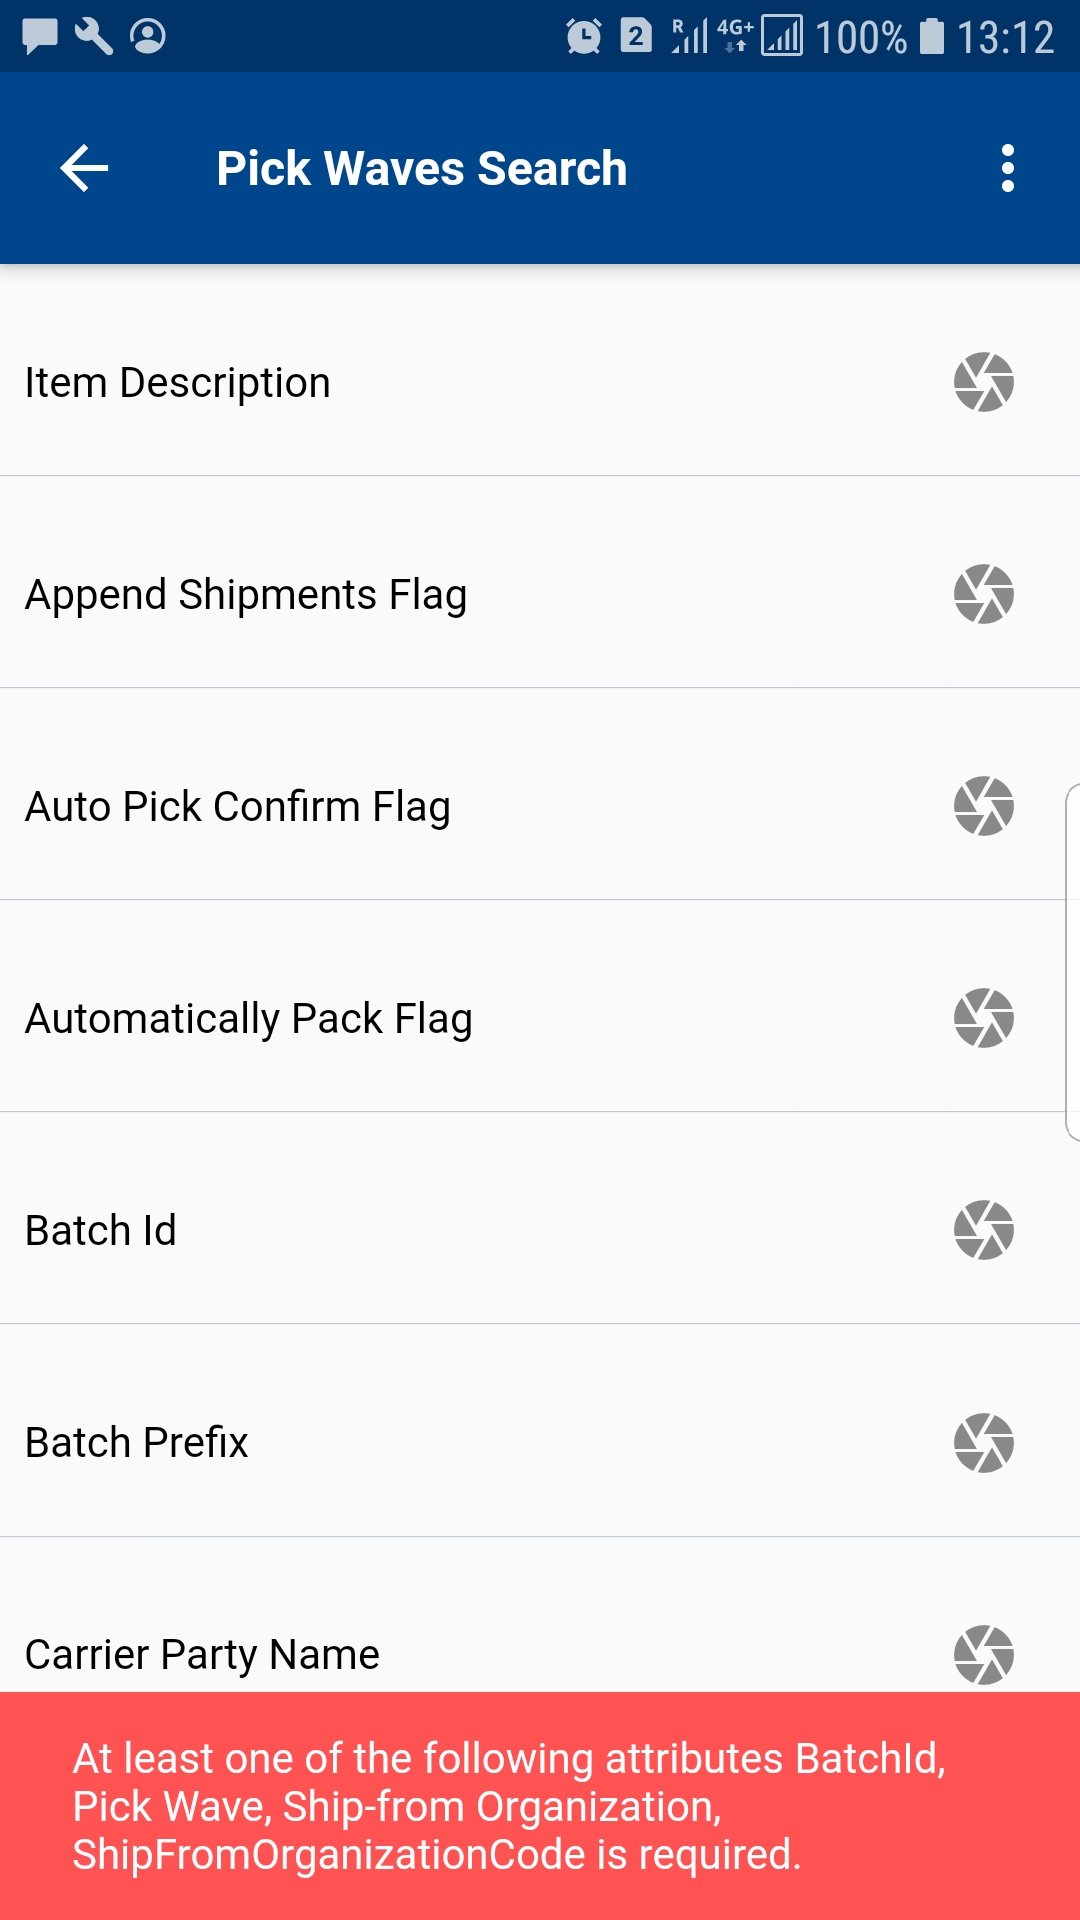 2 R 4G+ 100% 13:12
Pick Waves Search
Item Description
Append Shipments Flag
Auto Pick Confirm Flag
Automatically Pack Flag
Batch Id
Batch Prefix
Carrier Party Name
At least one of the following attributes BatchId,
Pick Wave, Ship-from Organization,
ShipFromOrganizationCode is required.